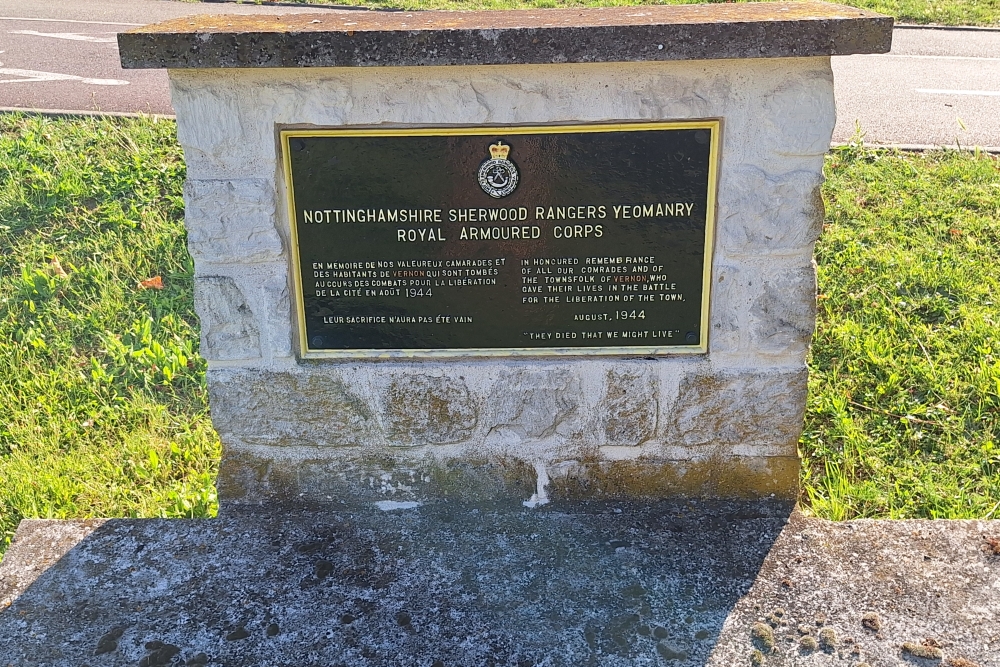 NOTTINGHAMSHIRE SHERWOOD RANGERS YEOMANRY
ROYAL ARMOURED CORPS
EN MEMOIRE DE NOS VALEUREUX CAMARADES ET
DES HABITANTS DE VERNON QUI SONT TOMBÉS
AU COURS DES COMBATS POUR LA LIBÉRATION
DE LA CITÉ EN AOÛT 1944
LEUR SACRIFICE N'AURA PAS ÉTE VAIN
IN HONOURED REMEMBRANCE
OF ALL OUR COMRADES AND OF
THE TOWNSFOLK OF VERNON, WHO
GAVE THEIR LIVES IN THE BATTLE
FOR THE LIBERATION OF THE TOWN.
AUGUST, 1944
"THEY DIED THAT WE MIGHT LIVE"